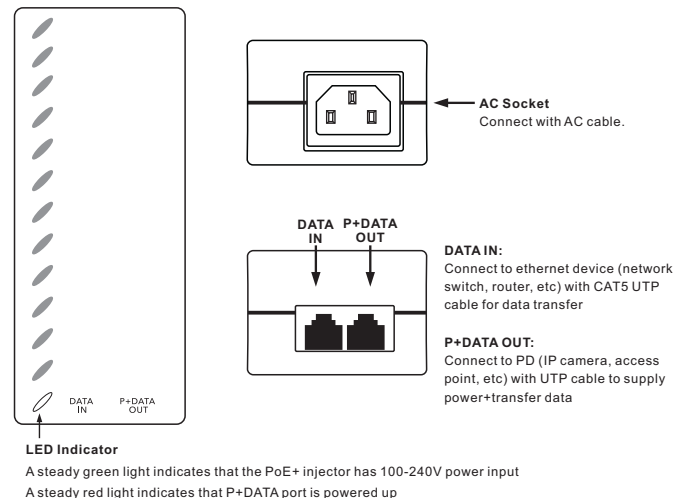 AC Socket
Connect with AC cable.
DATA IN
P+DATA OUT
DATA IN:
Connect to ethernet device (network
switch, router, etc) with CAT5 UTP
cable for data transfer
P+DATA OUT:
Connect to PD (IP camera, access
point, etc) with UTP cable to supply
power+transfer data
DATA IN
P+DATA OUT
LED Indicator
A steady green light indicates that the PoE+ injector has 100-240V power input
A steady red light indicates that P+DATA port is powered up